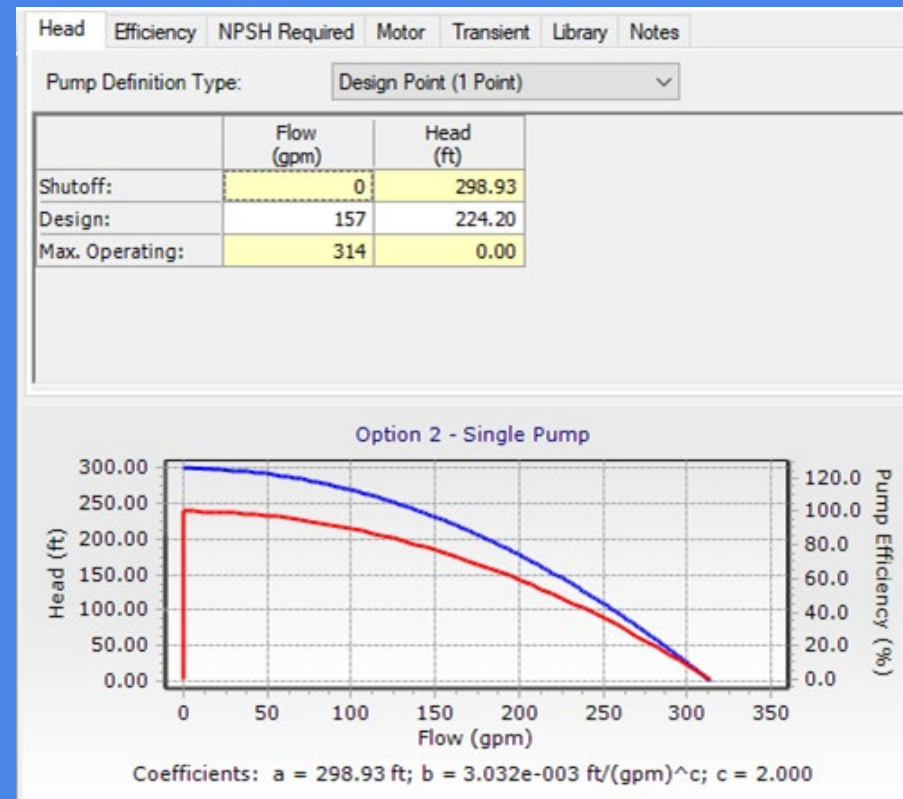 Head Efficiency NPSH Required Motor Transient Library Notes
Pump Definition Type: Design Point (1 Point)
Flow (gpm) Head (ft)
Shutoff: 0 298.93
Design: 157 224.20
Max. Operating: 314 0.00
Option 2 - Single Pump
300.00
250.00
200.00
150.00
100.00
50.00
0.00
Head (ft)
120.0
100.0
80.0
60.0
40.0
20.0
0.0
Pump Efficiency (%)
0 50 100 150 200 250 300 350
Flow (gpm)
Coefficients: a = 298.93 ft; b = 3.032e-003 ft/(gpm)^c; c = 2.000